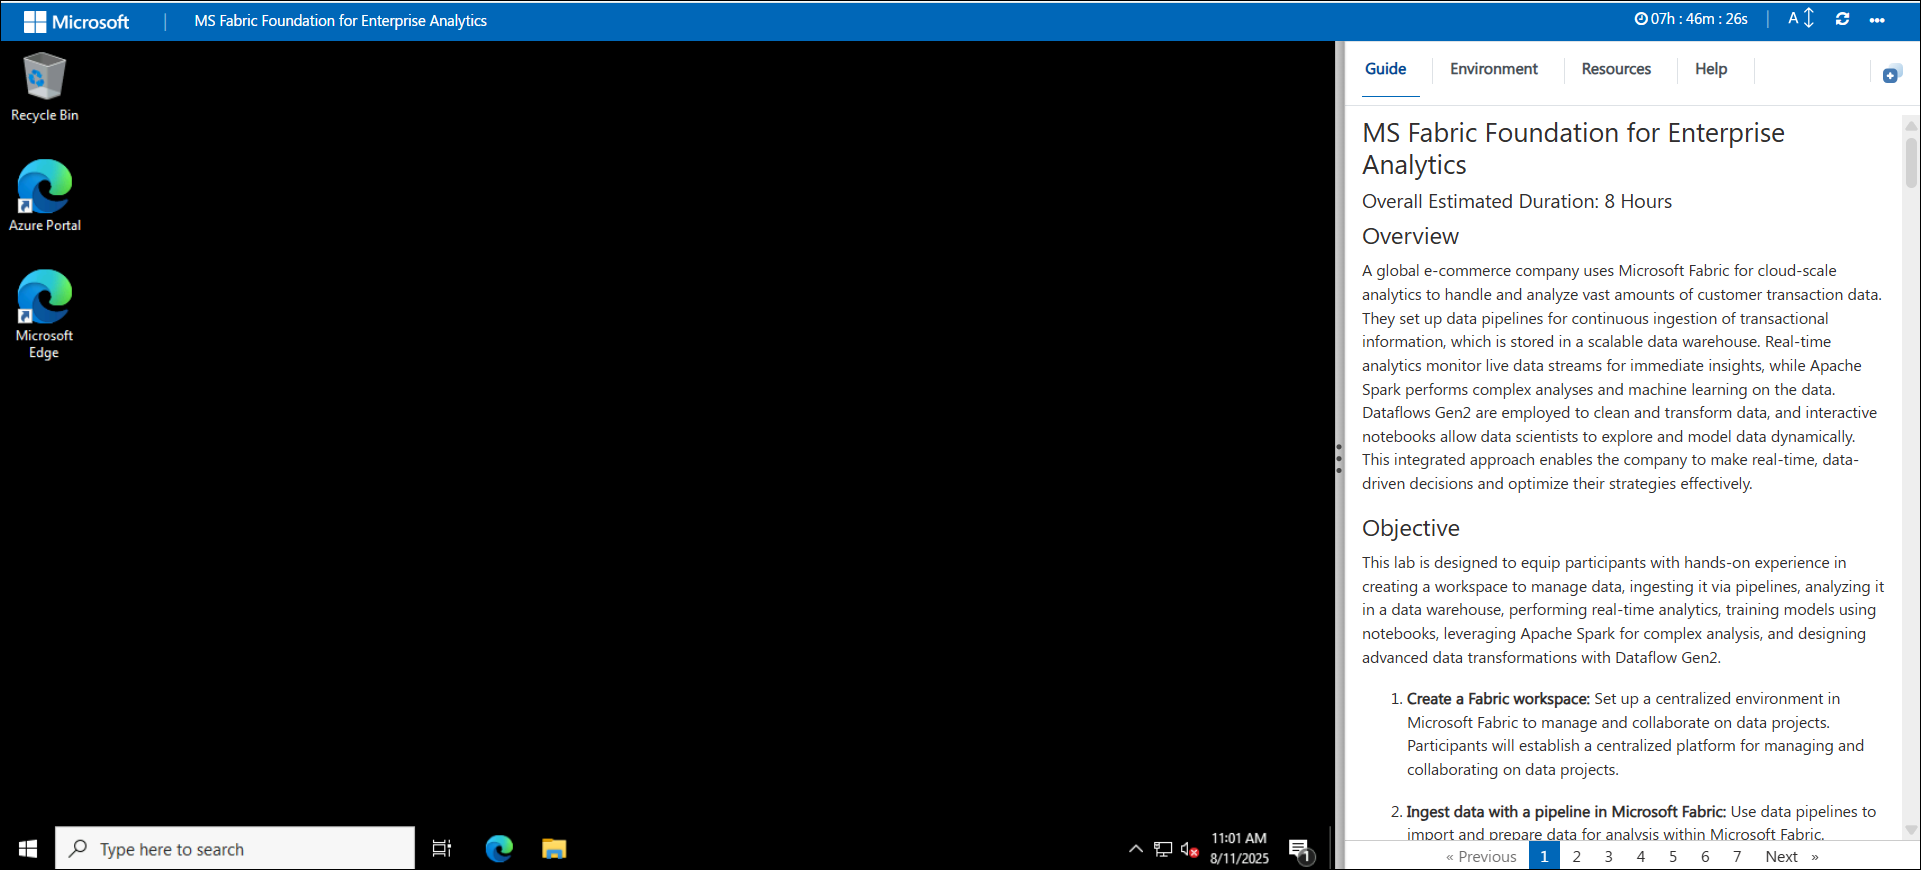 Microsoft
MS Fabric Foundation for Enterprise Analytics
07h : 46m : 26s
A
Recycle Bin
Azure Portal
Microsoft
Edge
Guide
Environment
Resources
Help
MS Fabric Foundation for Enterprise
Analytics
Overall Estimated Duration: 8 Hours
Overview
A global e-commerce company uses Microsoft Fabric for cloud-scale
analytics to handle and analyze vast amounts of customer transaction data.
They set up data pipelines for continuous ingestion of transactional
information, which is stored in a scalable data warehouse. Real-time
analytics monitor live data streams for immediate insights, while Apache
Spark performs complex analyses and machine learning on the data.
Dataflows Gen2 are employed to clean and transform data, and interactive
notebooks allow data scientists to explore and model data dynamically.
This integrated approach enables the company to make real-time, data-
driven decisions and optimize their strategies effectively.
Objective
This lab is designed to equip participants with hands-on experience in
creating a workspace to manage data, ingesting it via pipelines, analyzing it
in a data warehouse, performing real-time analytics, training models using
notebooks, leveraging Apache Spark for complex analysis, and designing
advanced data transformations with Dataflow Gen2.
1. Create a Fabric workspace: Set up a centralized environment in
Microsoft Fabric to manage and collaborate on data projects.
Participants will establish a centralized platform for managing and
collaborating on data projects.
2. Ingest data with a pipeline in Microsoft Fabric: Use data pipelines to
import and prepare data for analysis within Microsoft Fabric.
« Previous 1 2 3 4 5 6 7 Next »
Type here to search
11:01 AM
8/11/2025
1